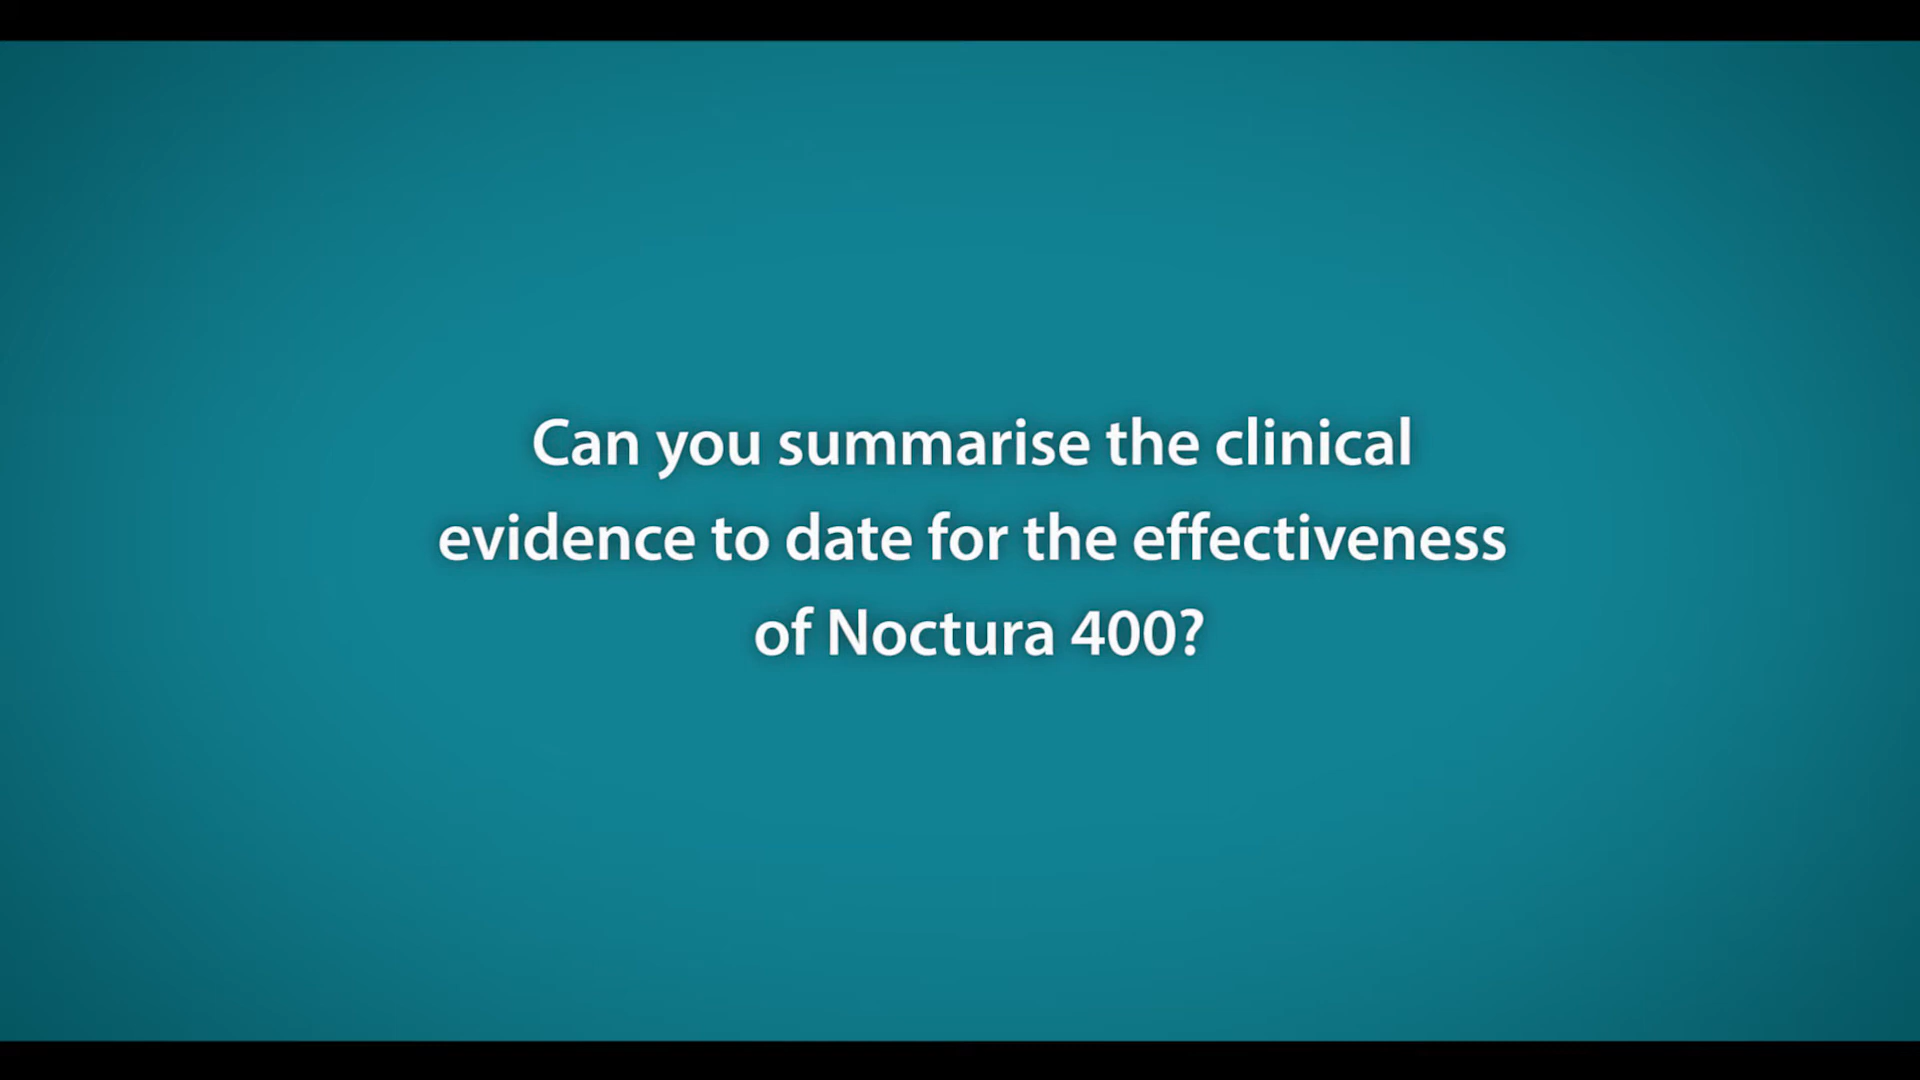 Can you summarise the clinical
evidence to date for the effectiveness
of Noctura 400?